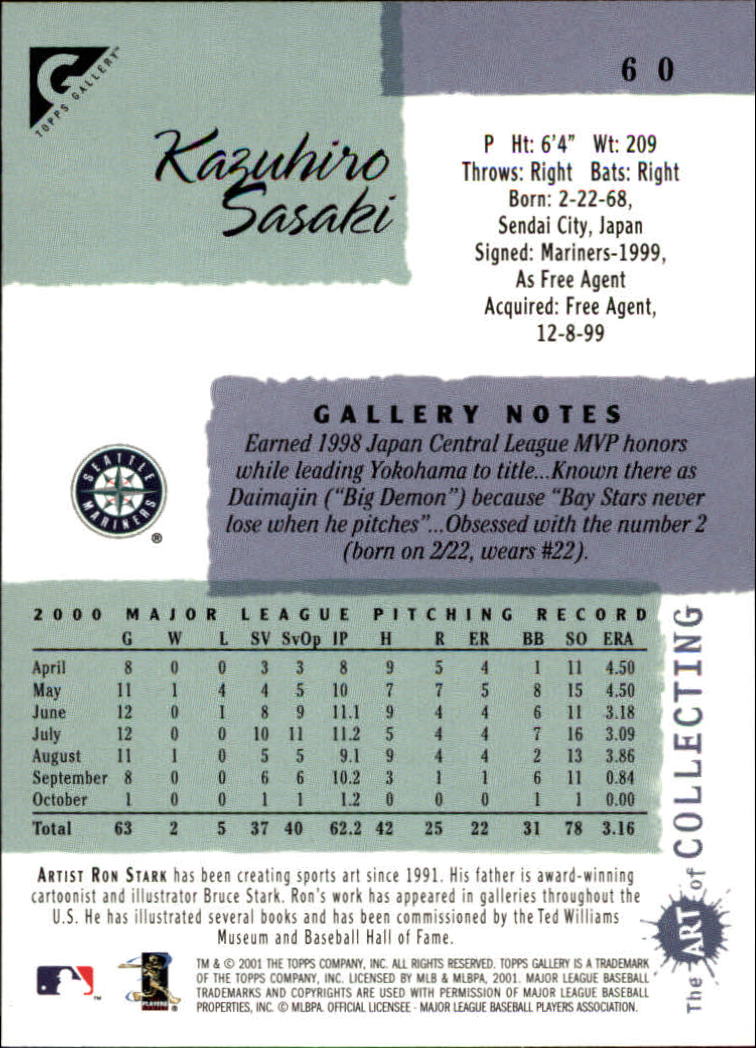 60
G
TOPPS GALLERY™
Kazuhiro
Sasaki
P Ht: 6'4" Wt: 209
Throws: Right Bats: Right
Born: 2-22-68,
Sendai City, Japan
Signed: Mariners-1999,
As Free Agent
Acquired: Free Agent,
12-8-99
GALLERY NOTES
Earned 1998 Japan Central League MVP honors
while leading Yokohama to title...Known there as
Daimajin ("Big Demon") because "Bay Stars never
lose when he pitches"...Obsessed with the number 2
(born on 2/22, wears #22).
SEATTLE
MARINERS
®
2000 MAJOR LEAGUE PITCHING RECORD
G W L SV SvOp IP H R ER BB SO ERA
April 8 0 0 3 3 8 9 5 4 1 11 4.50
May 11 1 4 4 5 10 7 7 5 8 15 4.50
June 12 0 1 8 9 11.1 9 4 4 6 11 3.18
July 12 0 0 10 11 11.2 5 4 4 7 16 3.09
August 11 1 0 5 5 9.1 9 4 4 2 13 3.86
September 8 0 0 6 6 10.2 3 1 1 6 11 0.84
October 1 0 0 1 1 1.2 0 0 0 1 1 0.00
Total 63 2 5 37 40 62.2 42 25 22 31 78 3.16
The ART of COLLECTING
ARTIST RON STARK has been creating sports art since 1991. His father is award-winning
cartoonist and illustrator Bruce Stark. Ron's work has appeared in galleries throughout the
U.S. He has illustrated several books and has been commissioned by the Ted Williams
Museum and Baseball Hall of Fame.
TM & © 2001 THE TOPPS COMPANY, INC. ALL RIGHTS RESERVED. TOPPS GALLERY IS A TRADEMARK
OF THE TOPPS COMPANY, INC. LICENSED BY MLB & MLBPA, 2001. MAJOR LEAGUE BASEBALL
TRADEMARKS AND COPYRIGHTS ARE USED WITH PERMISSION OF MAJOR LEAGUE BASEBALL
PROPERTIES, INC. © MLBPA. OFFICIAL LICENSEE - MAJOR LEAGUE BASEBALL PLAYERS ASSOCIATION.
TM
PLAYERS
®